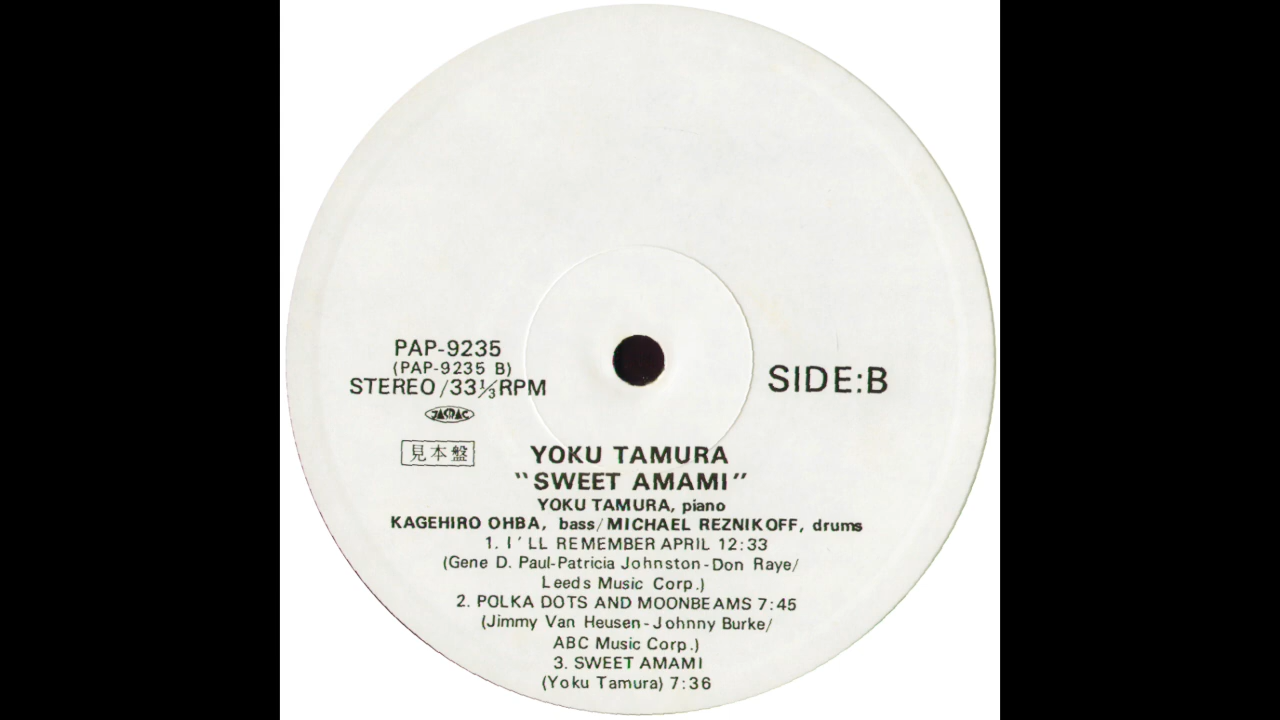 PAP-9235
(PAP-9235 B)
STEREO/33⅓RPM
JASRAC
見本盤
SIDE:B
YOKU TAMURA
"SWEET AMAMI"
YOKU TAMURA, piano
KAGEHIRO OHBA, bass/MICHAEL REZNIKOFF, drums
1. I'LL REMEMBER APRIL 12:33
(Gene D. Paul-Patricia Johnston-Don Raye/
Leeds Music Corp.)
2. POLKA DOTS AND MOONBEAMS 7:45
(Jimmy Van Heusen-Johnny Burke/
ABC Music Corp.)
3. SWEET AMAMI
(Yoku Tamura) 7:36